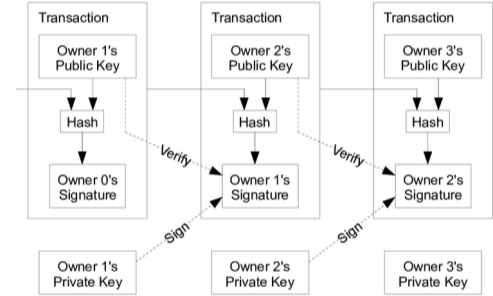 Transaction
Transaction
Transaction
Owner 1's
Public Key
Owner 2's
Public Key
Owner 3's
Public Key
Hash
Hash
Hash
Verify
Verify
Owner 0's
Signature
Owner 1's
Signature
Owner 2's
Signature
Sign
Sign
Owner 1's
Private Key
Owner 2's
Private Key
Owner 3's
Private Key